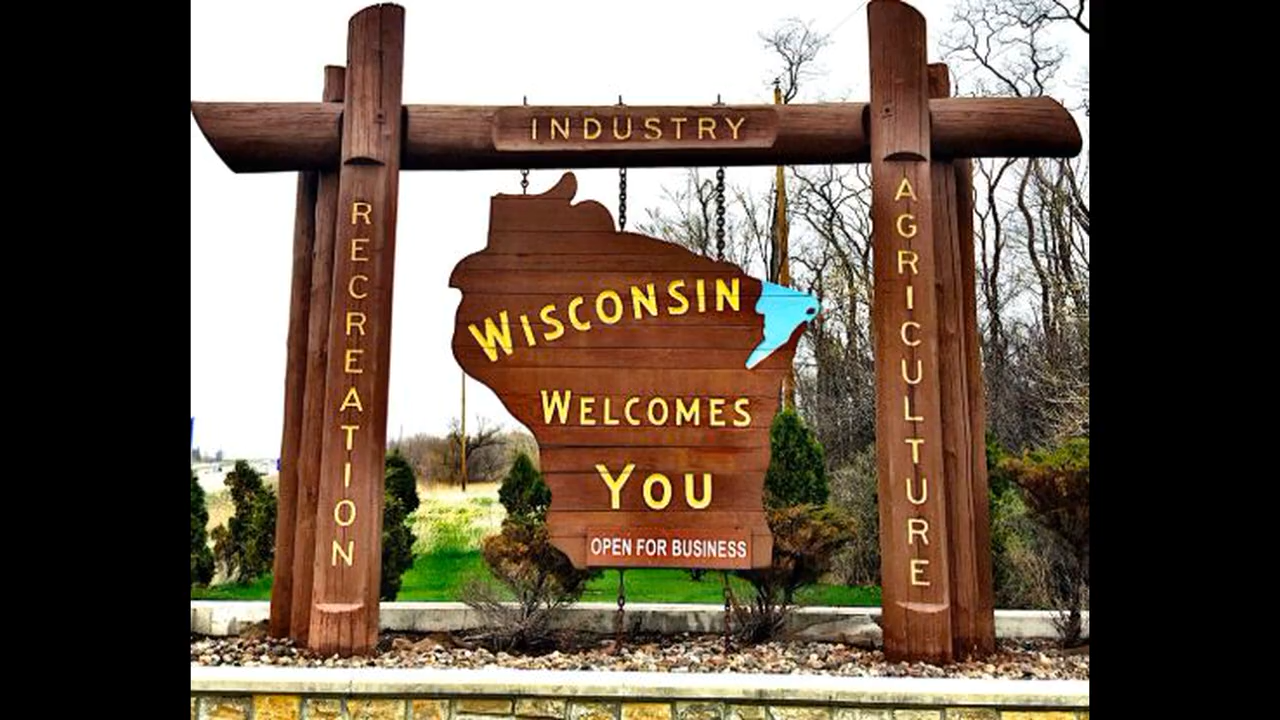 INDUSTRY
RECREATION
WISCONSIN
WELCOMES
YOU
OPEN FOR BUSINESS
AGRICULTURE